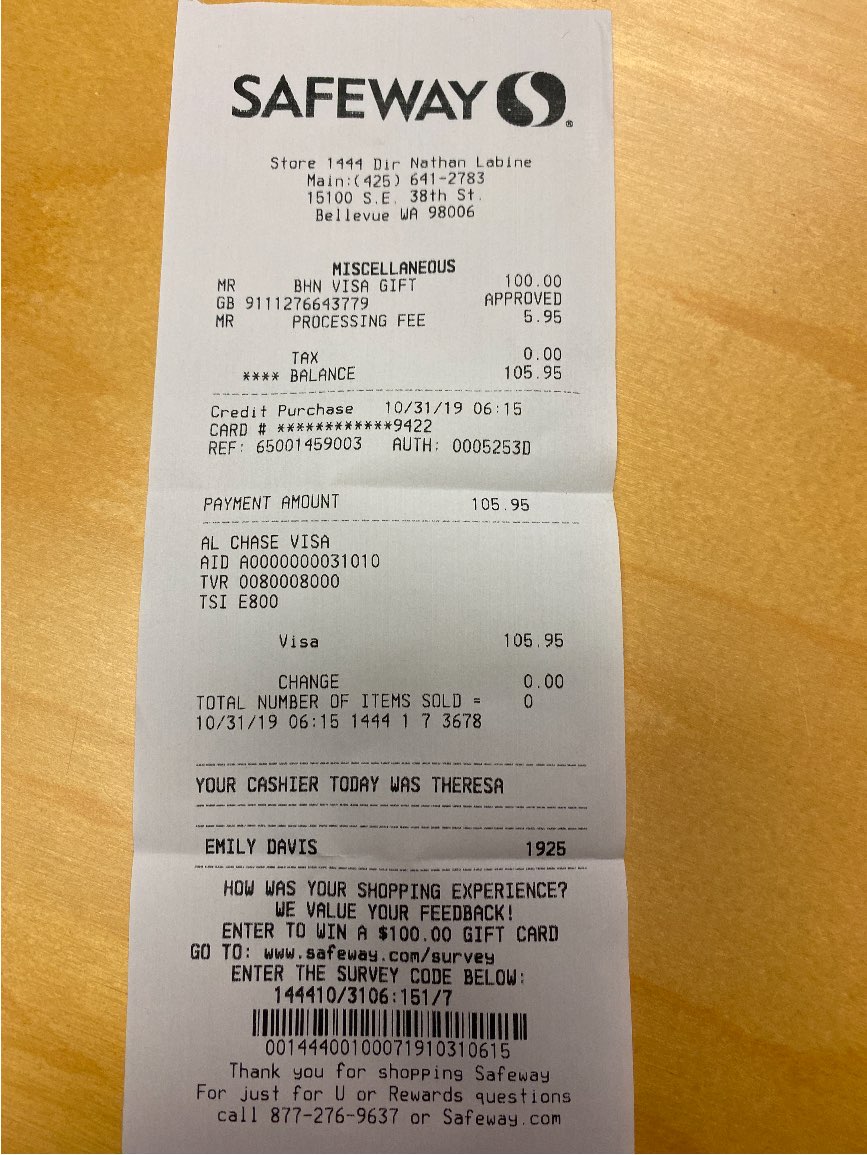 SAFEWAY
Store 1444 Dir Nathan Labine
Main:(425) 641-2783
15100 S.E. 38th St.
Bellevue WA 98006
MISCELLANEOUS
MR BHN VISA GIFT 100.00
GB 9111276643779 APPROVED
MR PROCESSING FEE 5.95
TAX 0.00
**** BALANCE 105.95
Credit Purchase 10/31/19 06:15
CARD # ************9422
REF: 65001459003 AUTH: 0005253D
PAYMENT AMOUNT 105.95
AL CHASE VISA
AID A0000000031010
TVR 0080008000
TSI E800
Visa 105.95
CHANGE 0.00
TOTAL NUMBER OF ITEMS SOLD = 0
10/31/19 06:15 1444 1 7 3678
YOUR CASHIER TODAY WAS THERESA
EMILY DAVIS 1925
HOW WAS YOUR SHOPPING EXPERIENCE?
WE VALUE YOUR FEEDBACK!
ENTER TO WIN A $100.00 GIFT CARD
GO TO: www.safeway.com/survey
ENTER THE SURVEY CODE BELOW:
144410/3106:151/7
00144400100071910310615
Thank you for shopping Safeway
For just for U or Rewards questions
call 877-276-9637 or Safeway.com